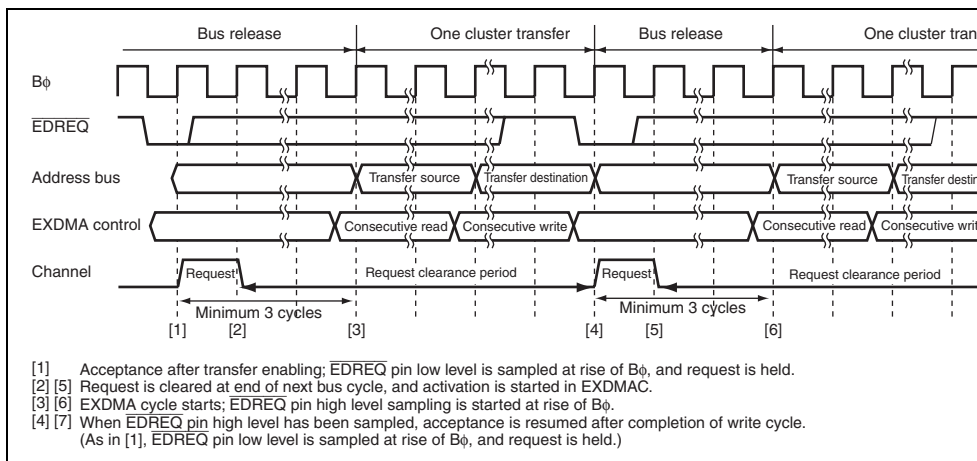 Bus release One cluster transfer Bus release One cluster tran
Bϕ
EDREQ
Address bus Transfer source Transfer destination Transfer source Transfer destin
EXDMA control Consecutive read Consecutive write Consecutive read Consecutive write
Channel Request Request clearance period Request Request clearance period
Minimum 3 cycles Minimum 3 cycles
[1] [2] [3] [4] [5] [6]
[1] Acceptance after transfer enabling; EDREQ pin low level is sampled at rise of Bϕ, and request is held.
[2] [5] Request is cleared at end of next bus cycle, and activation is started in EXDMAC.
[3] [6] EXDMA cycle starts; EDREQ pin high level sampling is started at rise of Bϕ.
[4] [7] When EDREQ pin high level has been sampled, acceptance is resumed after completion of write cycle.
(As in [1], EDREQ pin low level is sampled at rise of Bϕ, and request is held.)